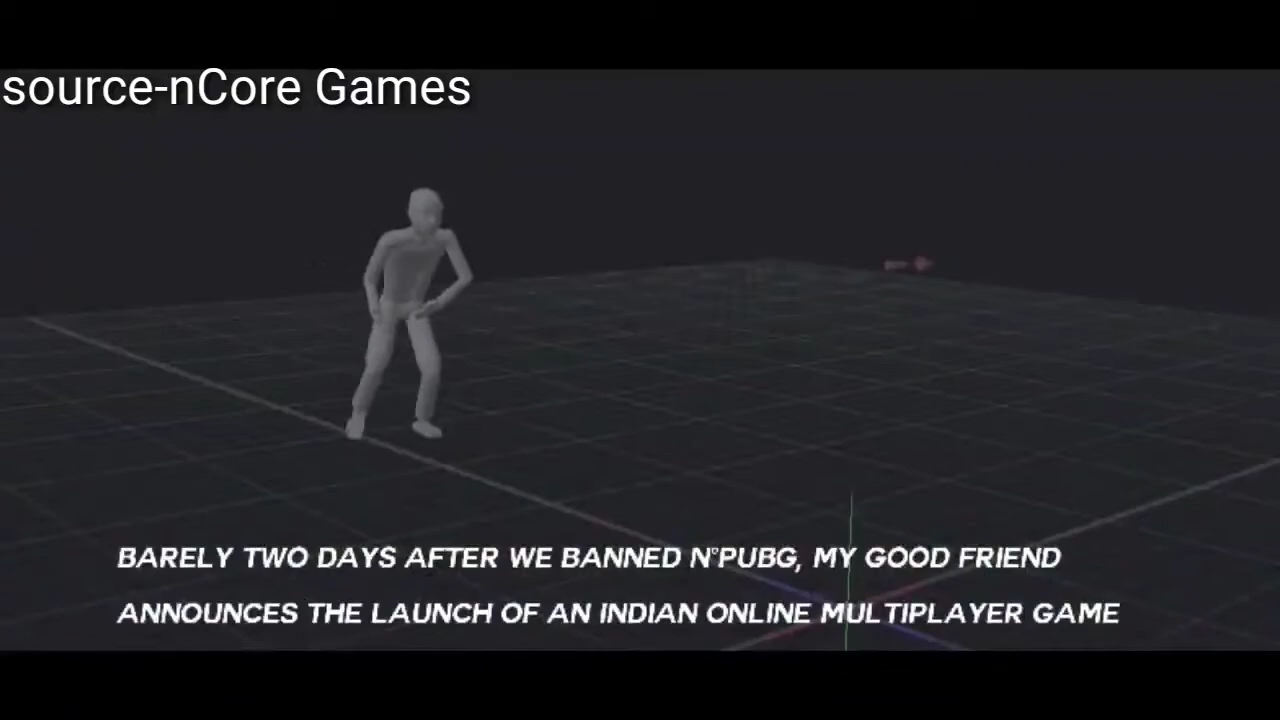 source-nCore Games
BARELY TWO DAYS AFTER WE BANNED N°PUBG, MY GOOD FRIEND
ANNOUNCES THE LAUNCH OF AN INDIAN ONLINE MULTIPLAYER GAME